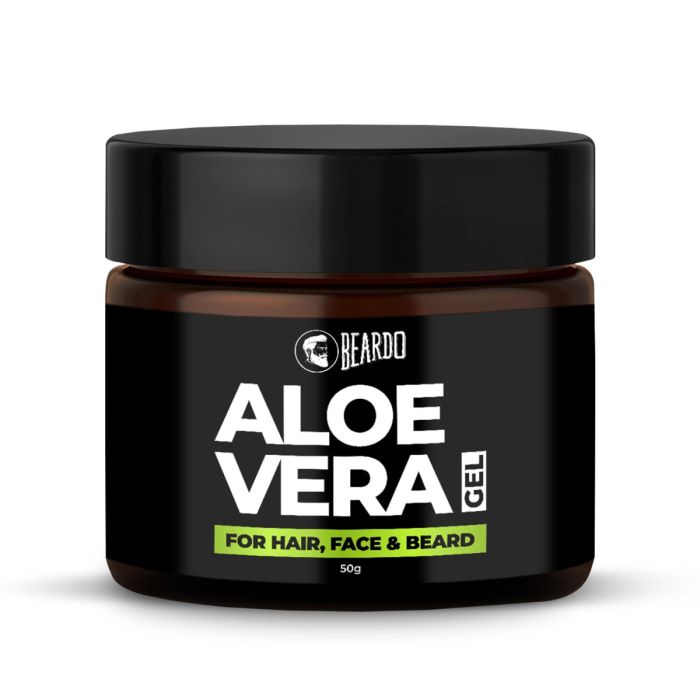 BEARDO
ALOE
VERA GEL
FOR HAIR, FACE & BEARD
50g